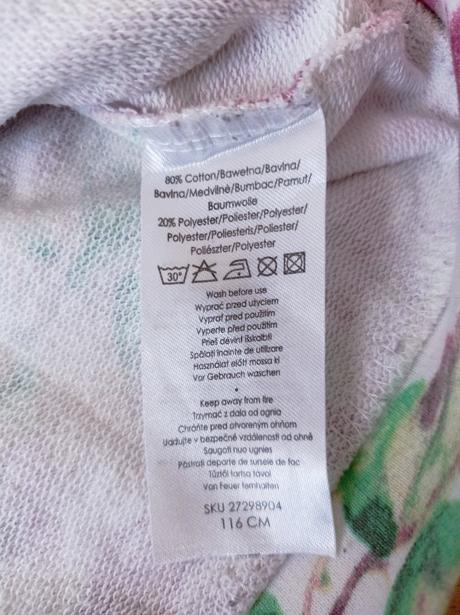 80% Cotton/Bawełna/Bavlna/
Bavlna/Medvilnė/Bumbac/Pamut/
Baumwolle
20% Polyester/Poliester/Polyester/
Polyester/Poliesteris/Poliester/
Poliészter/Polyester
30°
Wash before use
Wyprać przed użyciem
Vyprať pred použitím
Vyperte před použitím
Prieš dėvint išskalbti
Spălați înainte de utilizare
Használat előtt mossa ki
Vor Gebrauch waschen
•
Keep away from fire
Trzymać z dala od ognia
Chráňte pred otvoreným ohňom
Uadujte v bezpečné vzdálenosti od ohně
Saugoti nuo ugnies
Păstrați departe de sursele de foc
Tűztől tartsa távol
Von Feuer fernhalten
SKU 27298904
116 CM